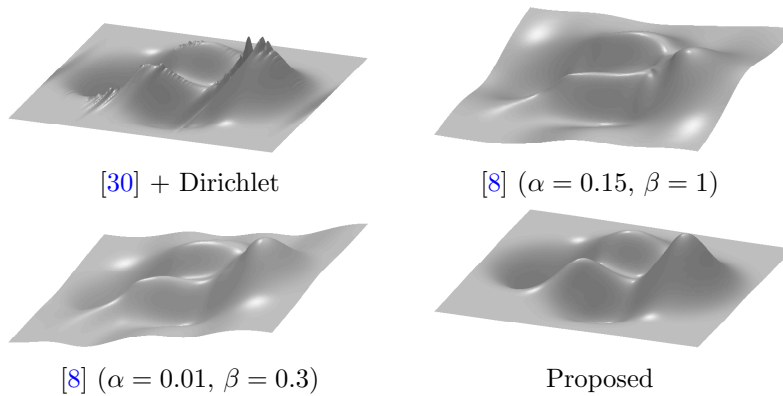 [30] + Dirichlet
[8] (α = 0.15, β = 1)
[8] (α = 0.01, β = 0.3)
Proposed